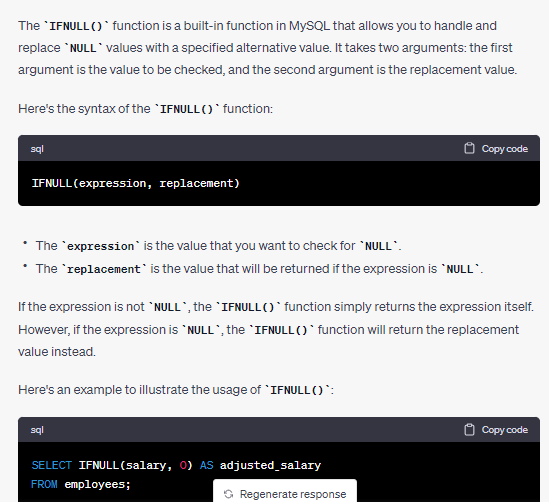 The `IFNULL()` function is a built-in function in MySQL that allows you to handle and
replace `NULL` values with a specified alternative value. It takes two arguments: the first
argument is the value to be checked, and the second argument is the replacement value.
Here's the syntax of the `IFNULL()` function:
sql Copy code
IFNULL(expression, replacement)
• The `expression` is the value that you want to check for `NULL`.
• The `replacement` is the value that will be returned if the expression is `NULL`.
If the expression is not `NULL`, the `IFNULL()` function simply returns the expression itself.
However, if the expression is `NULL`, the `IFNULL()` function will return the replacement
value instead.
Here's an example to illustrate the usage of `IFNULL()`:
sql Copy code
SELECT IFNULL(salary, 0) AS adjusted_salary
FROM employees;
Regenerate response